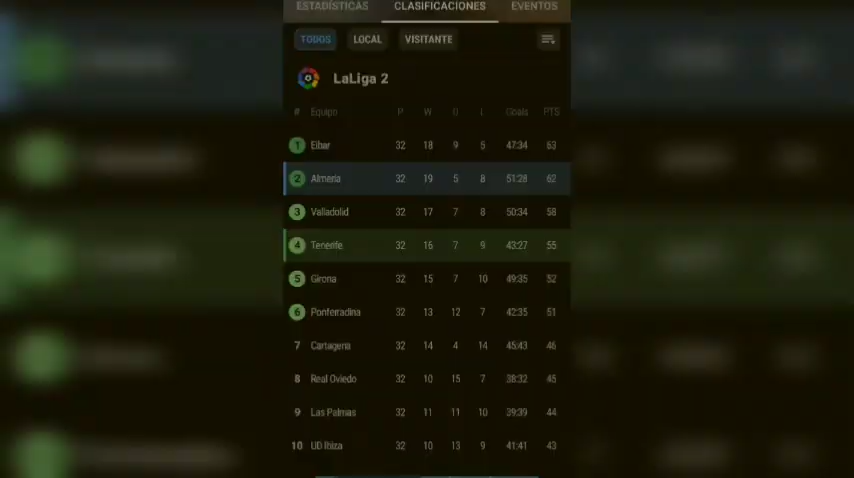 ESTADÍSTICAS CLASIFICACIONES EVENTOS
TODOS LOCAL VISITANTE
LaLiga 2
# Equipo P W D L Goals PTS
1 Eibar 32 18 9 5 47:34 63
2 Almería 32 19 5 8 51:28 62
3 Valladolid 32 17 7 8 50:34 58
4 Tenerife 32 16 7 9 43:27 55
5 Girona 32 15 7 10 49:35 52
6 Ponferradina 32 13 12 7 42:35 51
7 Cartagena 32 14 4 14 45:43 46
8 Real Oviedo 32 10 15 7 38:32 45
9 Las Palmas 32 11 11 10 39:39 44
10 UD Ibiza 32 10 13 9 41:41 43